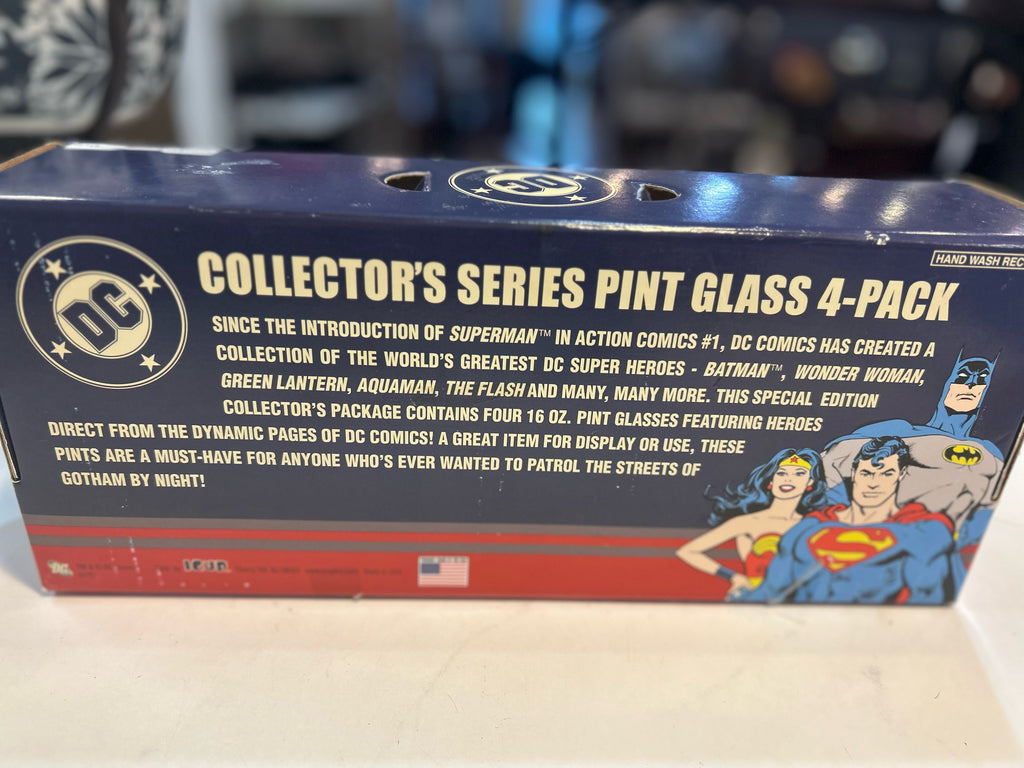 DC
DC
HAND WASH REC
COLLECTOR'S SERIES PINT GLASS 4-PACK
SINCE THE INTRODUCTION OF SUPERMAN™ IN ACTION COMICS #1, DC COMICS HAS CREATED A
COLLECTION OF THE WORLD'S GREATEST DC SUPER HEROES - BATMAN™, WONDER WOMAN,
GREEN LANTERN, AQUAMAN, THE FLASH AND MANY, MANY MORE. THIS SPECIAL EDITION
COLLECTOR'S PACKAGE CONTAINS FOUR 16 OZ. PINT GLASSES FEATURING HEROES
DIRECT FROM THE DYNAMIC PAGES OF DC COMICS! A GREAT ITEM FOR DISPLAY OR USE, THESE
PINTS ARE A MUST-HAVE FOR ANYONE WHO'S EVER WANTED TO PATROL THE STREETS OF
GOTHAM BY NIGHT!
S
DC ICUP